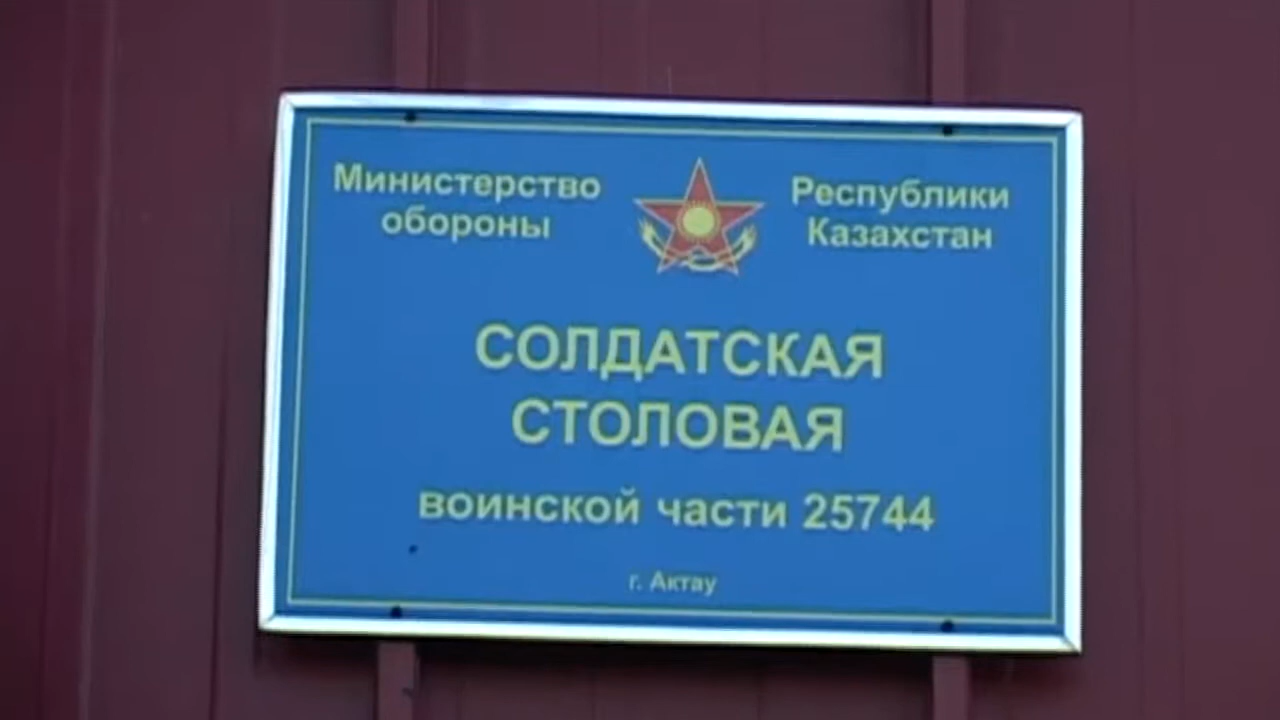 Министерство
обороны
Республики
Казахстан
СОЛДАТСКАЯ
СТОЛОВАЯ
воинской части 25744
г. Актау